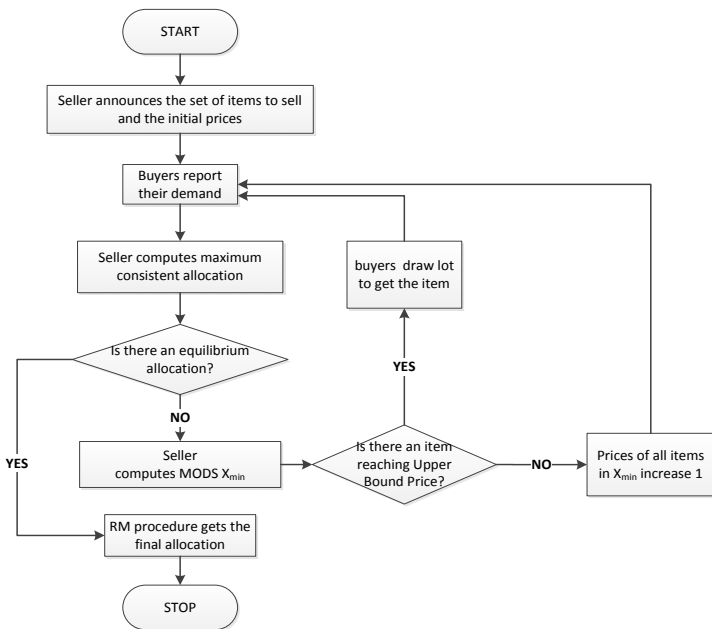 START
Seller announces the set of items to sell
and the initial prices
Buyers report
their demand
Seller computes maximum
consistent allocation
buyers draw lot
to get the item
Is there an equilibrium
allocation?
YES
NO
Seller
computes MODS Xmin
Is there an item
reaching Upper
Bound Price?
NO
Prices of all items
in Xmin increase 1
YES
RM procedure gets the
final allocation
STOP